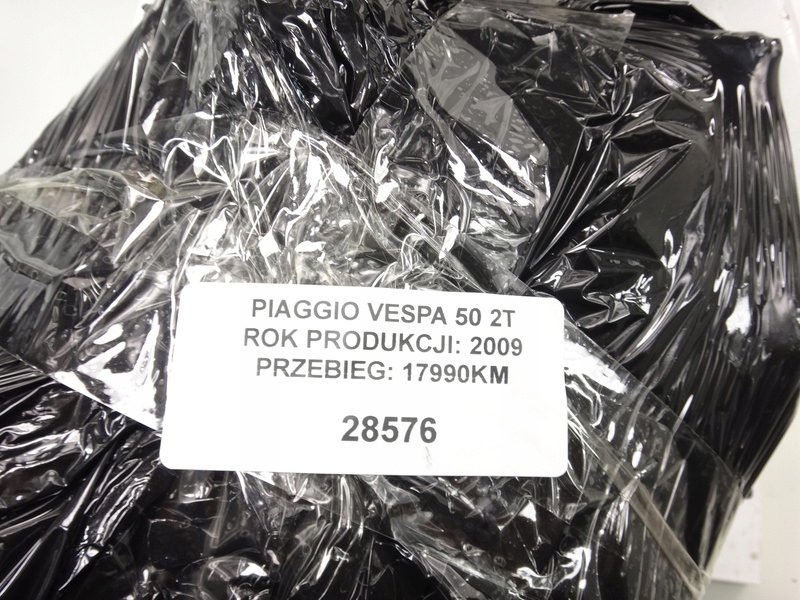 PIAGGIO VESPA 50 2T
ROK PRODUKCJI: 2009
PRZEBIEG: 17990KM
28576